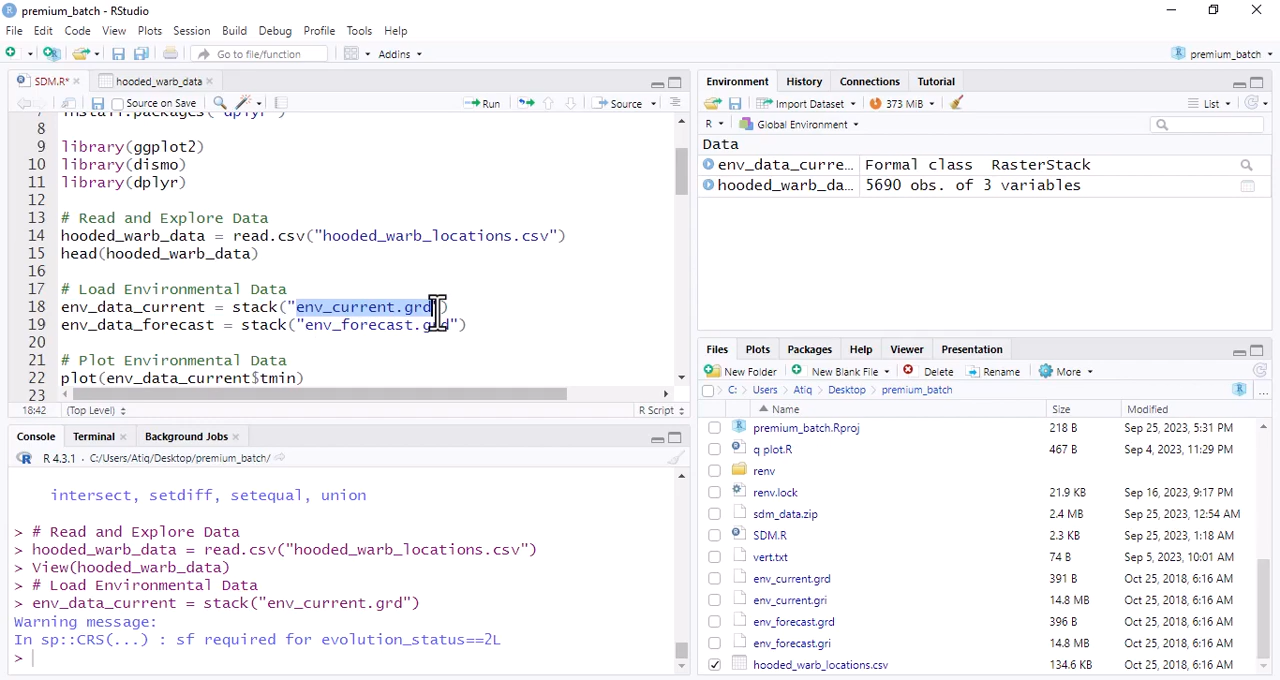 premium_batch - RStudio
File Edit Code View Plots Session Build Debug Profile Tools Help
Go to file/function Addins premium_batch
SDM.R* hooded_warb_data
Source on Save Run Source
8
9 library(ggplot2)
10 library(dismo)
11 library(dplyr)
12
13 # Read and Explore Data
14 hooded_warb_data = read.csv("hooded_warb_locations.csv")
15 head(hooded_warb_data)
16
17 # Load Environmental Data
18 env_data_current = stack("env_current.grd")
19 env_data_forecast = stack("env_forecast.grd")
20
21 # Plot Environmental Data
22 plot(env_data_current$tmin)
23
18:42 (Top Level) R Script
Console Terminal Background Jobs
R 4.3.1 . C:/Users/Atiq/Desktop/premium_batch/
intersect, setdiff, setequal, union
> # Read and Explore Data
> hooded_warb_data = read.csv("hooded_warb_locations.csv")
> View(hooded_warb_data)
> # Load Environmental Data
> env_data_current = stack("env_current.grd")
Warning message:
In sp::CRS(...) : sf required for evolution_status==2L
>
Environment History Connections Tutorial
Import Dataset 373 MiB List
R Global Environment
Data
env_data_curre... Formal class RasterStack
hooded_warb_da... 5690 obs. of 3 variables
Files Plots Packages Help Viewer Presentation
New Folder New Blank File Delete Rename More
C: Users Atiq Desktop premium_batch ...
Name Size Modified
premium_batch.Rproj 218 B Sep 25, 2023, 5:31 PM
q plot.R 467 B Sep 4, 2023, 11:29 PM
renv
renv.lock 21.9 KB Sep 16, 2023, 9:17 PM
sdm_data.zip 2.4 MB Sep 25, 2023, 12:54 AM
SDM.R 2.3 KB Sep 25, 2023, 1:18 AM
vert.txt 74 B Sep 5, 2023, 10:01 AM
env_current.grd 391 B Oct 25, 2018, 6:16 AM
env_current.gri 14.8 MB Oct 25, 2018, 6:16 AM
env_forecast.grd 396 B Oct 25, 2018, 6:16 AM
env_forecast.gri 14.8 MB Oct 25, 2018, 6:16 AM
hooded_warb_locations.csv 134.6 KB Oct 25, 2018, 6:16 AM